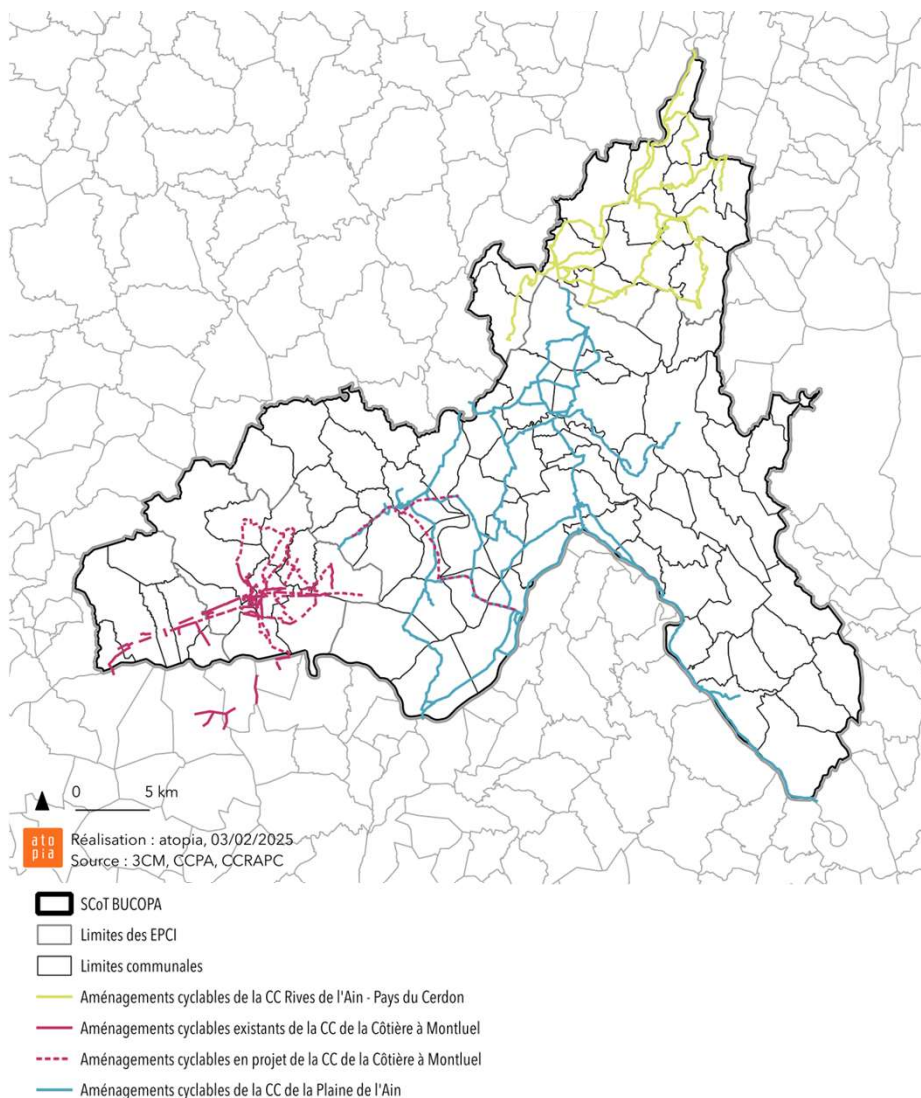 0 5 km
ato
pia
Réalisation : atopia, 03/02/2025
Source : 3CM, CCPA, CCRAPC
SCoT BUCOPA
Limites des EPCI
Limites communales
Aménagements cyclables de la CC Rives de l'Ain - Pays du Cerdon
Aménagements cyclables existants de la CC de la Côtière à Montluel
Aménagements cyclables en projet de la CC de la Côtière à Montluel
Aménagements cyclables de la CC de la Plaine de l'Ain